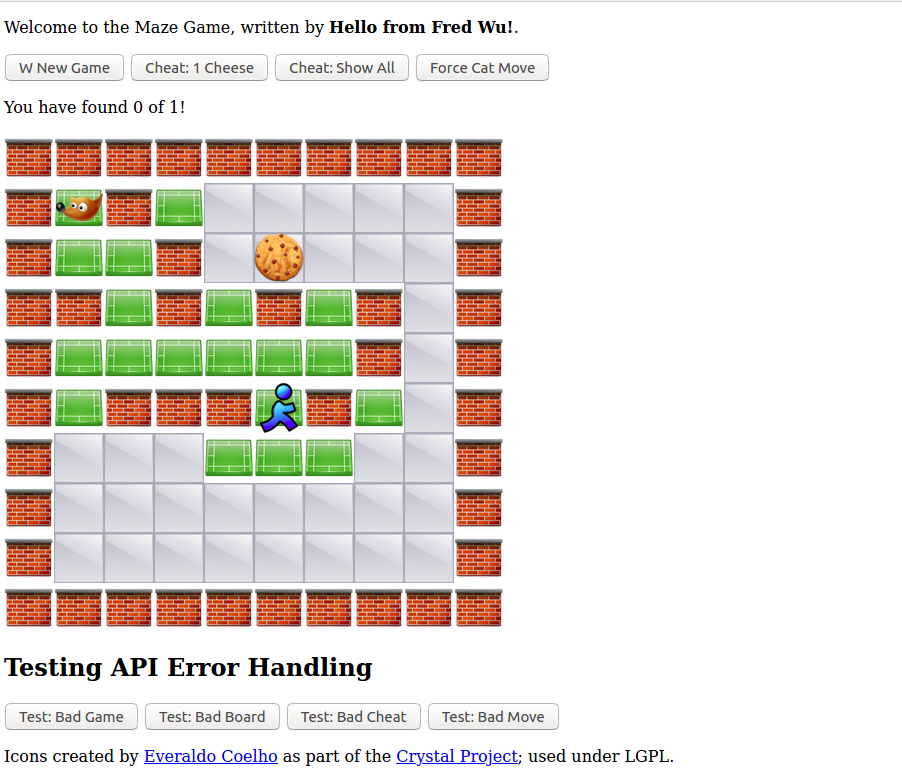 Welcome to the Maze Game, written by Hello from Fred Wu!.
W New Game Cheat: 1 Cheese Cheat: Show All Force Cat Move
You have found 0 of 1!
Testing API Error Handling
Test: Bad Game Test: Bad Board Test: Bad Cheat Test: Bad Move
Icons created by Everaldo Coelho as part of the Crystal Project; used under LGPL.